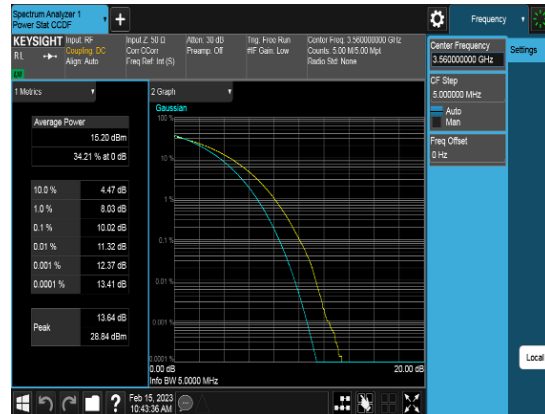 Spectrum Analyzer 1
Power Stat CCDF
+
Frequency
KEYSIGHT
Input: RF
Coupling: DC
Align: Auto
Input Z: 50 Ω
Corr CCorr
Freq Ref: Int (S)
Atten: 30 dB
Preamp: Off
Trig: Free Run
#IF Gain: Low
Center Freq: 3.560000000 GHz
Counts: 5.00 M/5.00 Mpt
Radio Std: None
Center Frequency
3.560000000 GHz
Settings
CF Step
5.000000 MHz
Auto
Man
Freq Offset
0 Hz
1 Metrics
Average Power
15.20 dBm
34.21 % at 0 dB
10.0 % 4.47 dB
1.0 % 8.03 dB
0.1 % 10.02 dB
0.01 % 11.32 dB
0.001 % 12.37 dB
0.0001 % 13.41 dB
Peak
13.64 dB
28.84 dBm
2 Graph
Gaussian
100 %
10 %
1 %
0.1 %
0.01 %
0.001 %
0.0001 %
0.00 dB 20.00 dB
Info BW 5.0000 MHz
Local
?
Feb 15, 2023
10:43:36 AM